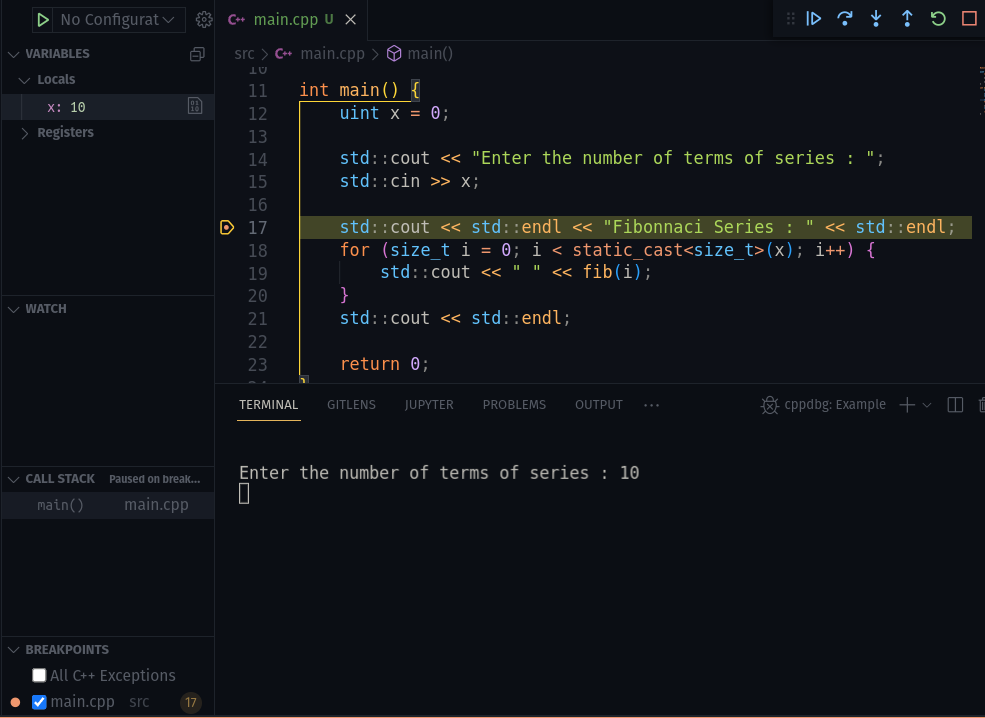 No Configurat
main.cpp U
VARIABLES
Locals
x: 10
Registers
WATCH
CALL STACK Paused on break...
main() main.cpp
BREAKPOINTS
All C++ Exceptions
main.cpp src 17
src > main.cpp > main()
10
11 int main() {
12 uint x = 0;
13
14 std::cout << "Enter the number of terms of series : ";
15 std::cin >> x;
16
17 std::cout << std::endl << "Fibonnaci Series : " << std::endl;
18 for (size_t i = 0; i < static_cast<size_t>(x); i++) {
19 std::cout << " " << fib(i);
20 }
21 std::cout << std::endl;
22
23 return 0;
24 }
TERMINAL GITLENS JUPYTER PROBLEMS OUTPUT ... cppdbg: Example
Enter the number of terms of series : 10